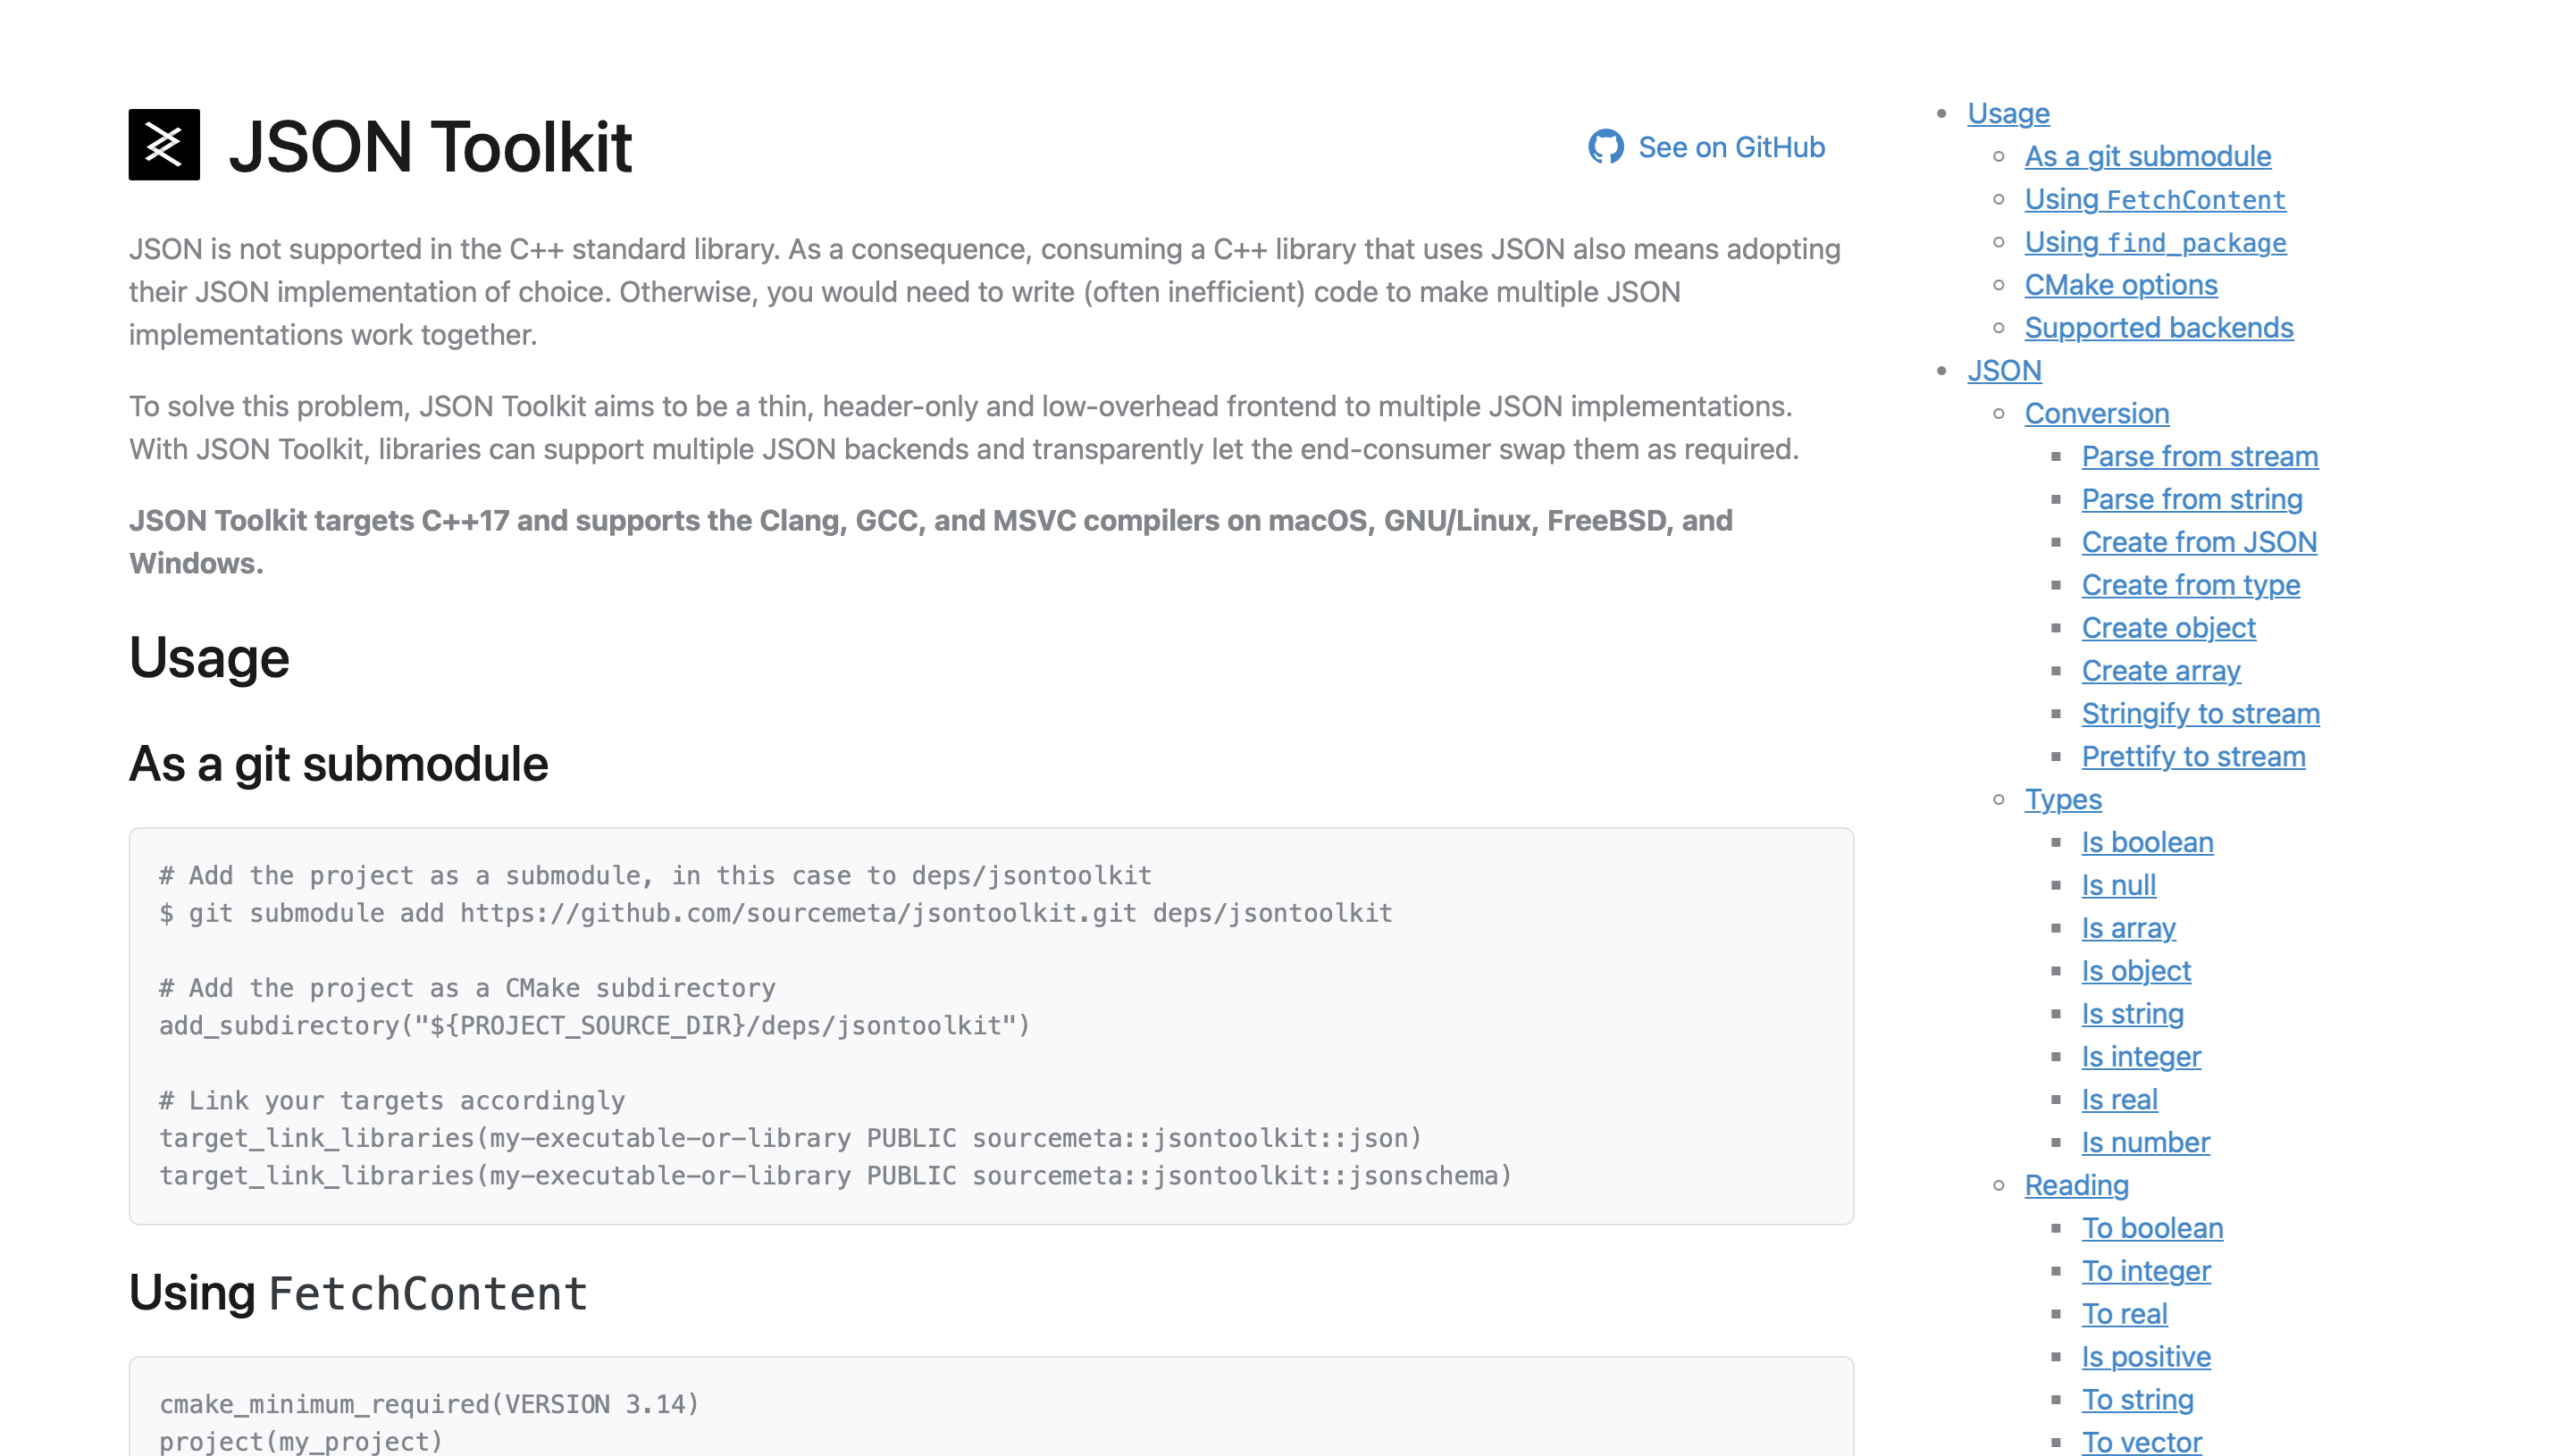 JSON Toolkit
See on GitHub
JSON is not supported in the C++ standard library. As a consequence, consuming a C++ library that uses JSON also means adopting
their JSON implementation of choice. Otherwise, you would need to write (often inefficient) code to make multiple JSON
implementations work together.
To solve this problem, JSON Toolkit aims to be a thin, header-only and low-overhead frontend to multiple JSON implementations.
With JSON Toolkit, libraries can support multiple JSON backends and transparently let the end-consumer swap them as required.
JSON Toolkit targets C++17 and supports the Clang, GCC, and MSVC compilers on macOS, GNU/Linux, FreeBSD, and
Windows.
Usage
As a git submodule
# Add the project as a submodule, in this case to deps/jsontoolkit
$ git submodule add https://github.com/sourcemeta/jsontoolkit.git deps/jsontoolkit
# Add the project as a CMake subdirectory
add_subdirectory("${PROJECT_SOURCE_DIR}/deps/jsontoolkit")
# Link your targets accordingly
target_link_libraries(my-executable-or-library PUBLIC sourcemeta::jsontoolkit::json)
target_link_libraries(my-executable-or-library PUBLIC sourcemeta::jsontoolkit::jsonschema)
Using FetchContent
cmake_minimum_required(VERSION 3.14)
project(my_project)
Usage
As a git submodule
Using FetchContent
Using find_package
CMake options
Supported backends
JSON
Conversion
Parse from stream
Parse from string
Create from JSON
Create from type
Create object
Create array
Stringify to stream
Prettify to stream
Types
Is boolean
Is null
Is array
Is object
Is string
Is integer
Is real
Is number
Reading
To boolean
To integer
To real
Is positive
To string
To vector